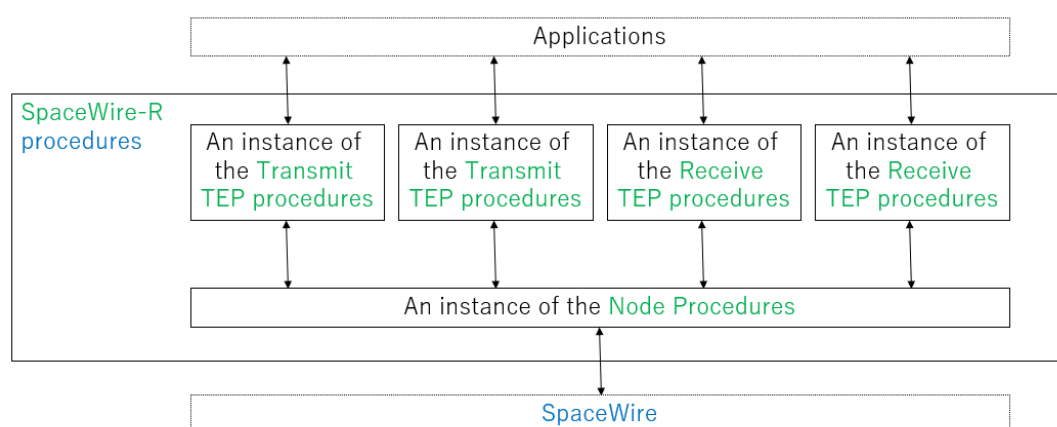 Applications
SpaceWire-R
procedures
An instance of
the Transmit
TEP procedures
An instance of
the Transmit
TEP procedures
An instance of
the Receive
TEP procedures
An instance of
the Receive
TEP procedures
An instance of the Node Procedures
SpaceWire